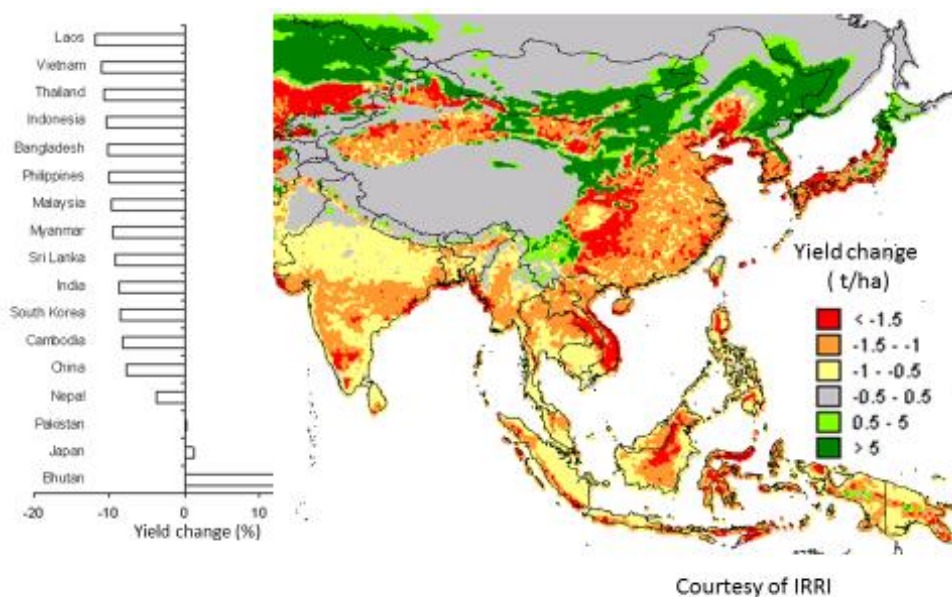 Laos
Vietnam
Thailand
Indonesia
Bangladesh
Philippines
Malaysia
Myanmar
Sri Lanka
India
South Korea
Cambodia
China
Nepal
Pakistan
Japan
Bhutan
-20 -10 0 10
Yield change (%)
Yield change
( t/ha)
< -1.5
-1.5 - -1
-1 - -0.5
-0.5 - 0.5
0.5 - 5
> 5
Courtesy of IRRI